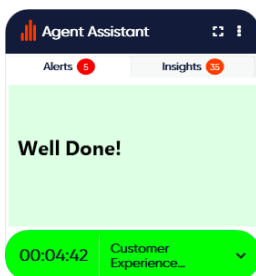 Agent Assistant
Alerts 5 Insights 35
Well Done!
00:04:42 Customer
Experience...